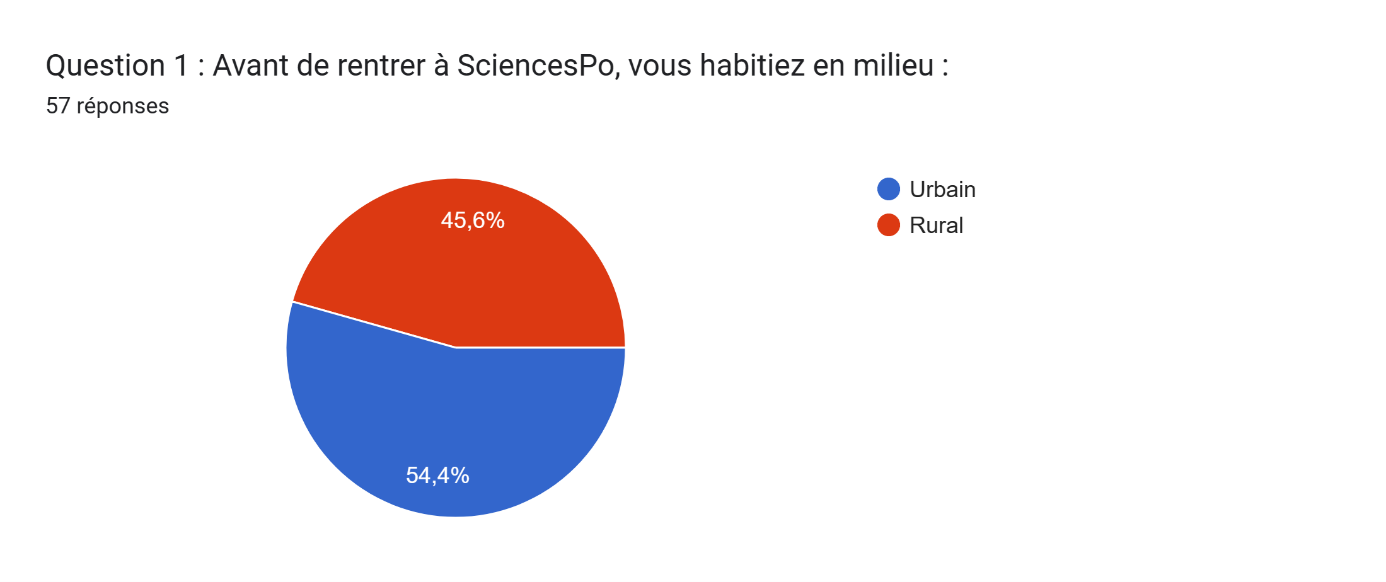 Question 1 : Avant de rentrer à SciencesPo, vous habitiez en milieu :
57 réponses
Urbain
Rural
45,6%
54,4%